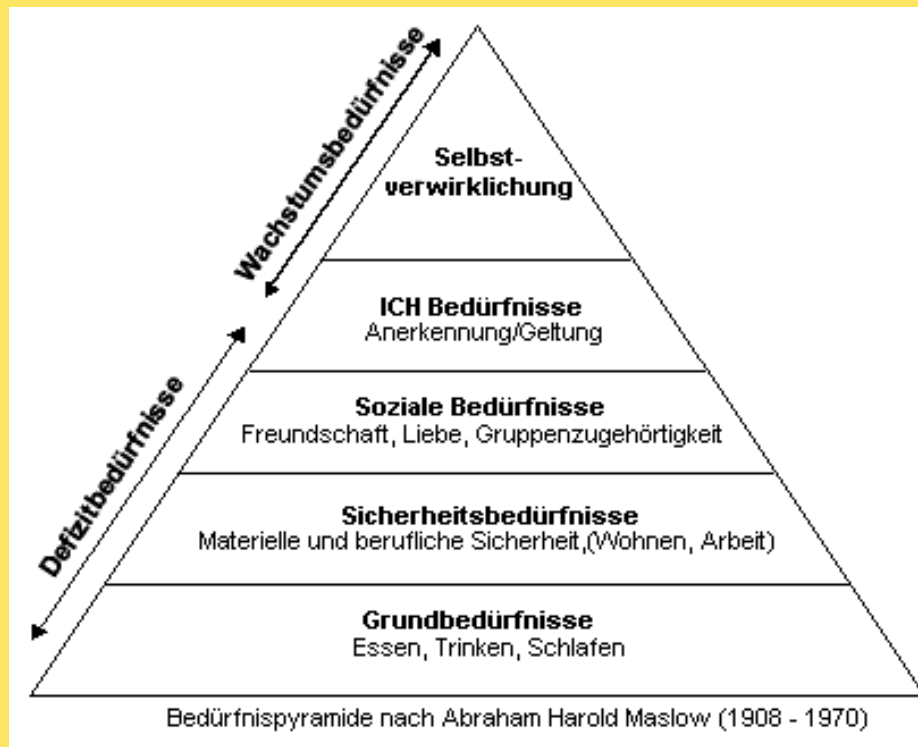 Wachstumsbedürfnisse
Defizitbedürfnisse
Selbst-
verwirklichung
ICH Bedürfnisse
Anerkennung/Geltung
Soziale Bedürfnisse
Freundschaft, Liebe, Gruppenzugehörtigkeit
Sicherheitsbedürfnisse
Materielle und berufliche Sicherheit,(Wohnen, Arbeit)
Grundbedürfnisse
Essen, Trinken, Schlafen
Bedürfnispyramide nach Abraham Harold Maslow (1908 - 1970)